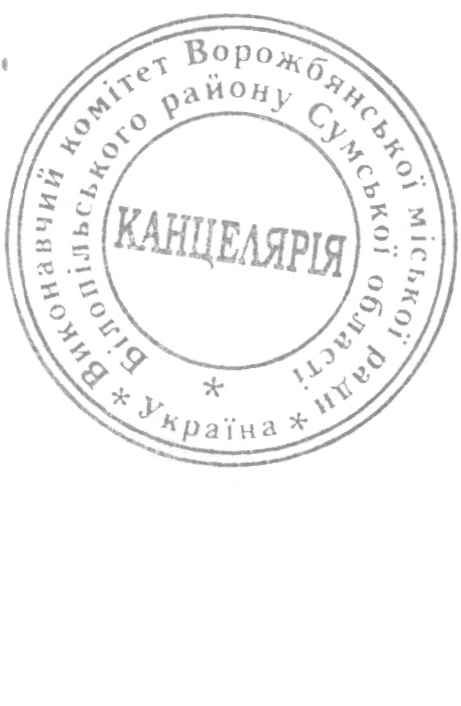 Виконавчий комітет Ворожбянської міської ради
* Україна *
Білопільського району Сумської області
*
КАНЦЕЛЯРІЯ